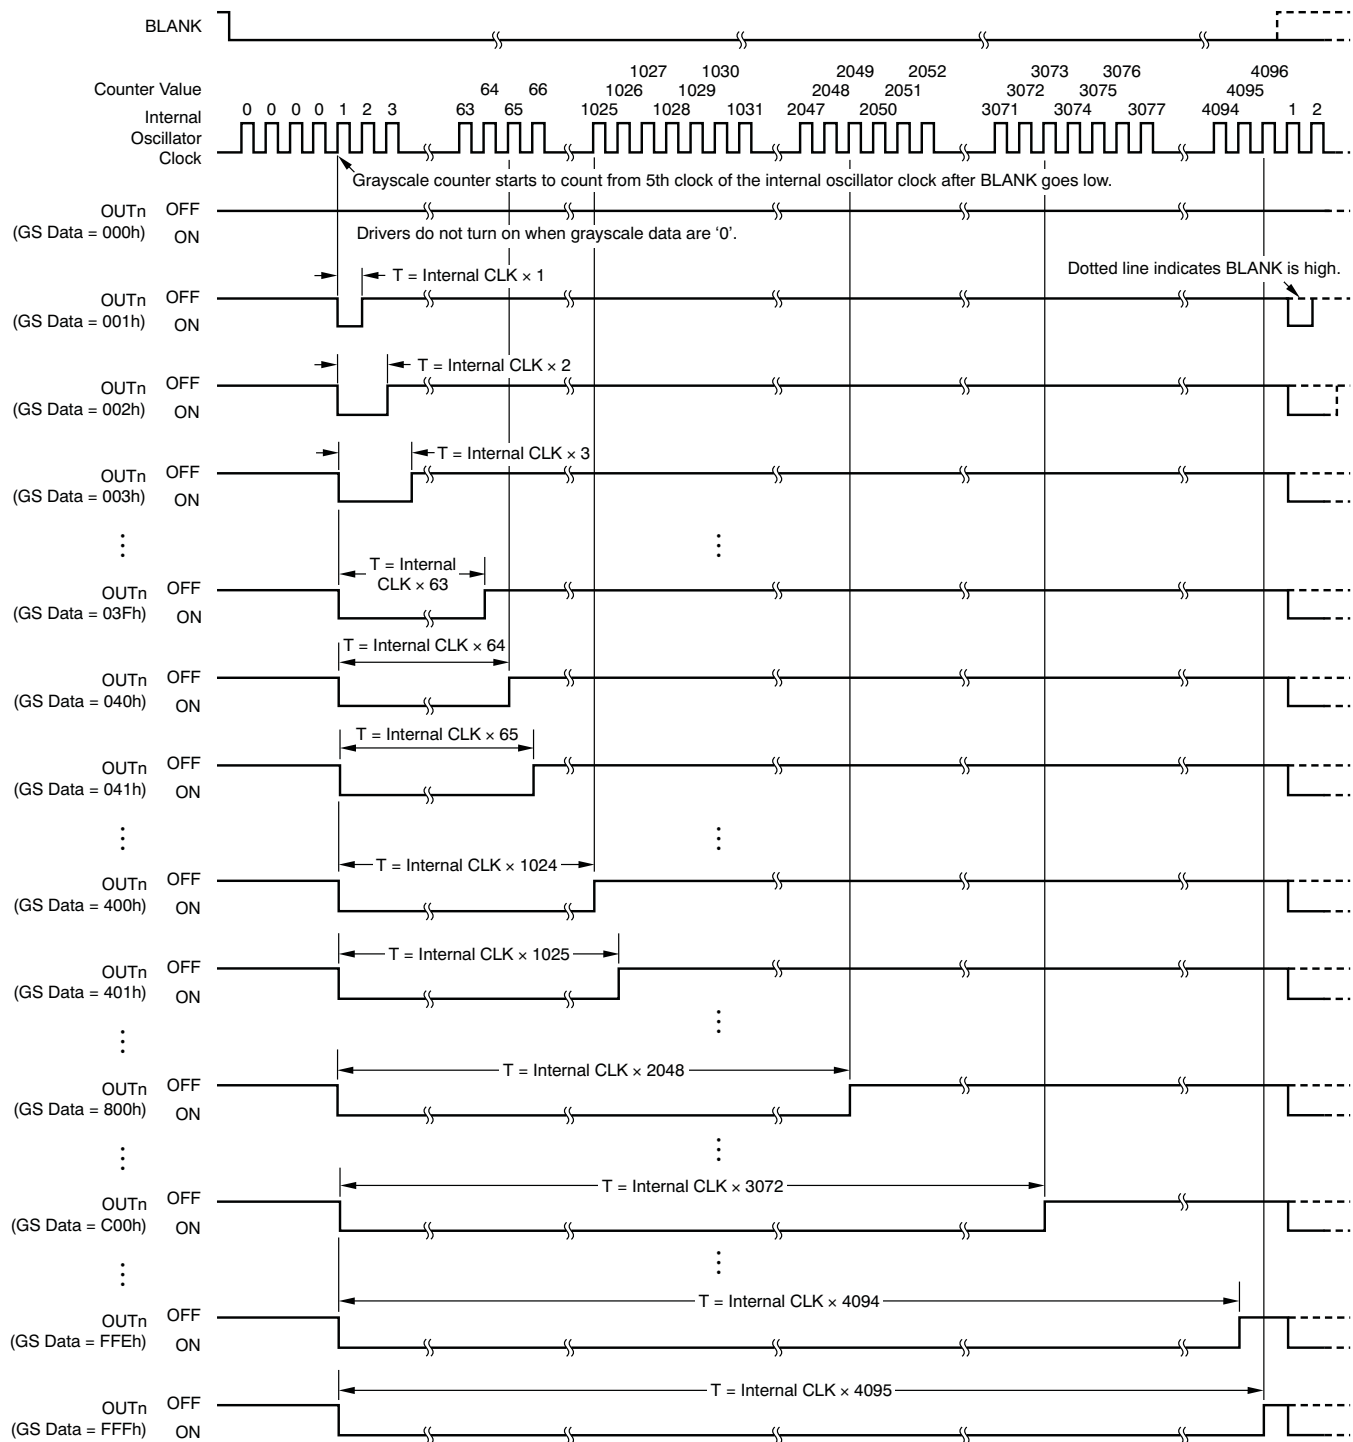 BLANK
1027 1030 2049 2052 3073 3076 4096
Counter Value 64 66 1026 1029 2048 2051 3072 3075 4095
Internal 0 0 0 0 1 2 3 63 65 1025 1028 1031 2047 2050 3071 3074 3077 4094 1 2
Oscillator
Clock
Grayscale counter starts to count from 5th clock of the internal oscillator clock after BLANK goes low.
OUTn OFF
(GS Data = 000h) ON
Drivers do not turn on when grayscale data are ‘0’.
T = Internal CLK × 1
Dotted line indicates BLANK is high.
OUTn OFF
(GS Data = 001h) ON
T = Internal CLK × 2
OUTn OFF
(GS Data = 002h) ON
T = Internal CLK × 3
OUTn OFF
(GS Data = 003h) ON
T = Internal
CLK × 63
OUTn OFF
(GS Data = 03Fh) ON
T = Internal CLK × 64
OUTn OFF
(GS Data = 040h) ON
T = Internal CLK × 65
OUTn OFF
(GS Data = 041h) ON
T = Internal CLK × 1024
OUTn OFF
(GS Data = 400h) ON
T = Internal CLK × 1025
OUTn OFF
(GS Data = 401h) ON
T = Internal CLK × 2048
OUTn OFF
(GS Data = 800h) ON
T = Internal CLK × 3072
OUTn OFF
(GS Data = C00h) ON
T = Internal CLK × 4094
OUTn OFF
(GS Data = FFEh) ON
T = Internal CLK × 4095
OUTn OFF
(GS Data = FFFh) ON